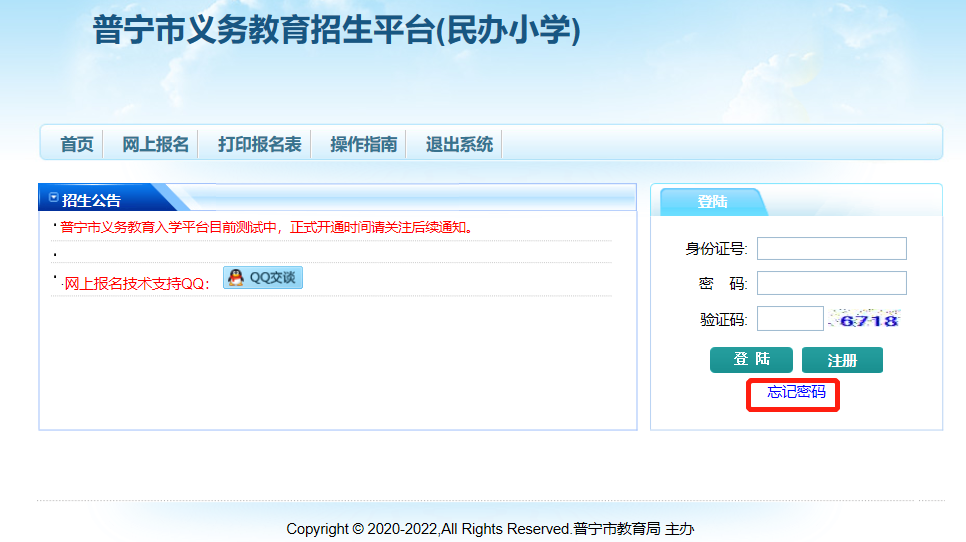 普宁市义务教育招生平台(民办小学)
首页 网上报名 打印报名表 操作指南 退出系统
招生公告
·普宁市义务教育入学平台目前测试中，正式开通时间请关注后续通知。
·
·.网上报名技术支持QQ： QQ交谈
登陆
身份证号:
密 码:
验证码: 6718
登 陆 注册
忘记密码
Copyright © 2020-2022,All Rights Reserved.普宁市教育局 主办